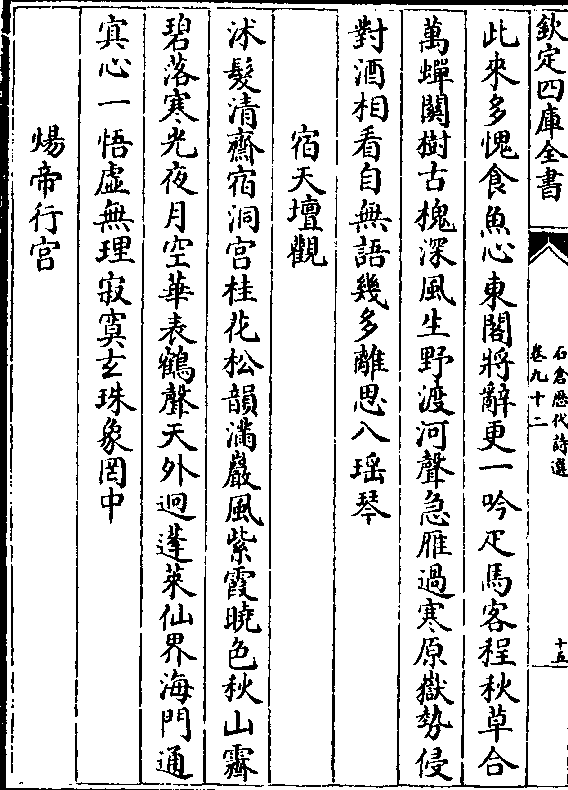 欽定四庫全書
石倉歷代詩選
卷九十二
十五
此來多愧食魚心東閣將辭更一吟疋馬客程秋草合
萬蟬關樹古槐深風生野渡河聲急雁過寒原嶽勢侵
對酒相看自無語幾多離思入瑶琴
宿天壇觀
沭髮清齋宿洞宫桂花松韻滿巖風紫霞曉色秋山霽
碧落寒光夜月空華表鶴聲天外迥蓬萊仙界海門通
寘心一悟虚無理寂寞𤣥珠象罔中
煬帝行宫